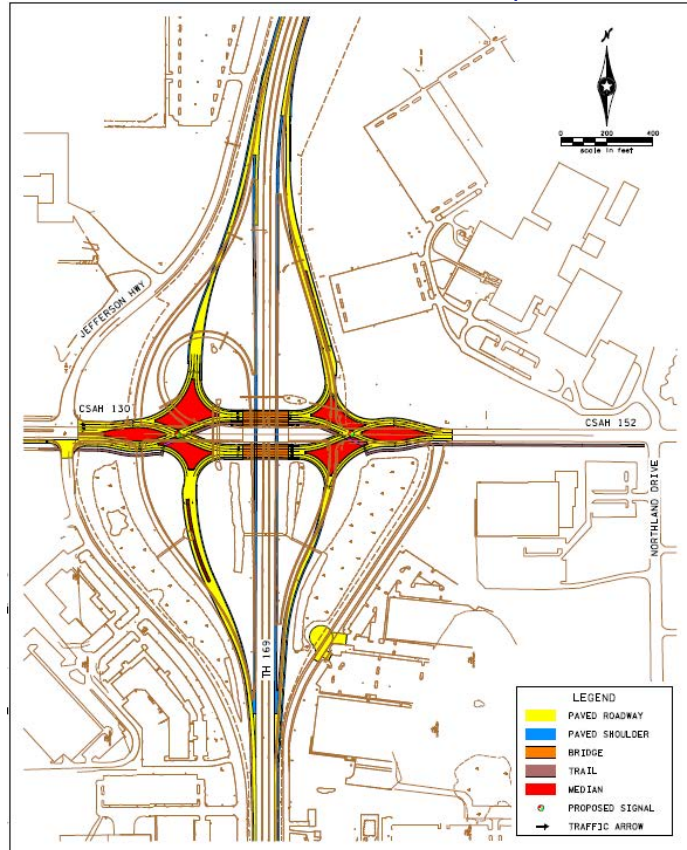 N
0 200 400
scale in feet
JEFFERSON HWY
CSAH 130
CSAH 152
NORTHLAND DRIVE
TH 169
LEGEND
PAVED ROADWAY
PAVED SHOULDER
BRIDGE
TRAIL
MEDIAN
PROPOSED SIGNAL
TRAFFIC ARROW